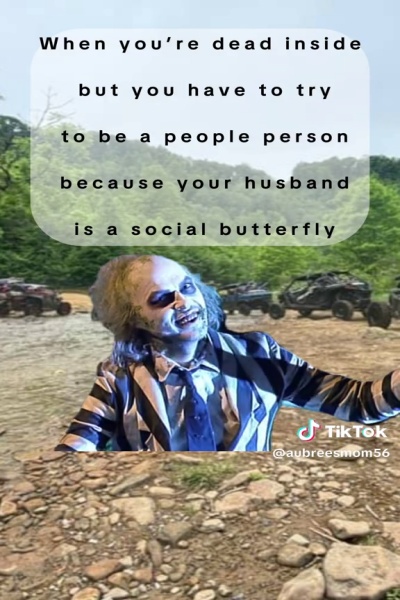 When you're dead inside
but you have to try
to be a people person
because your husband
is a social butterfly
TikTok
@aubreesmom56